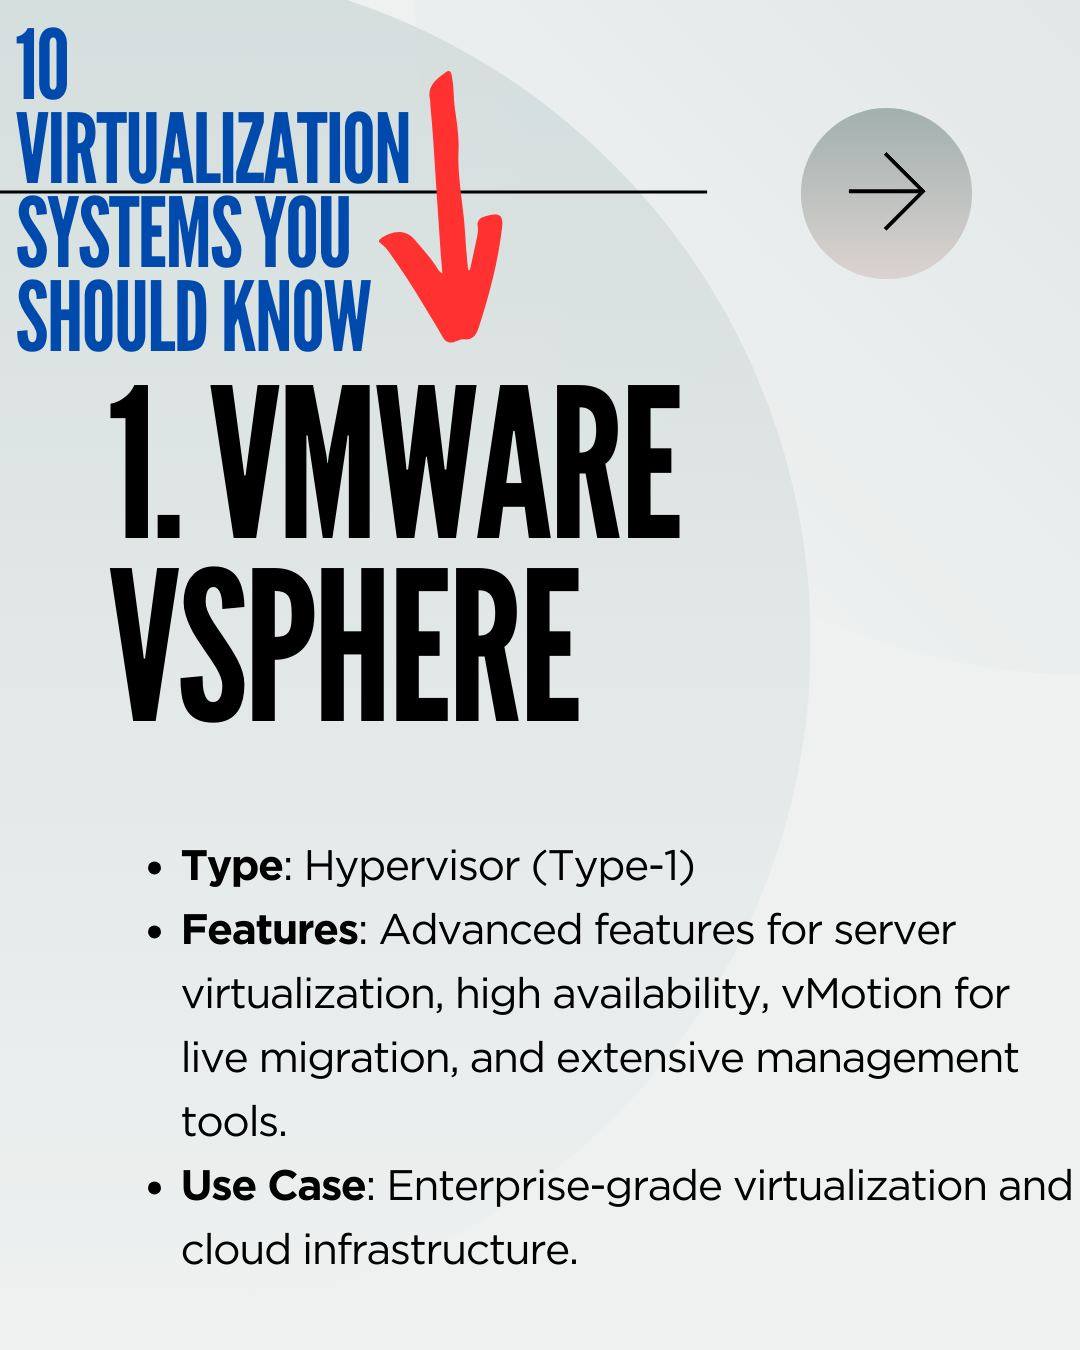 10
VIRTUALIZATION
SYSTEMS YOU
SHOULD KNOW
1. VMWARE
VSPHERE
• Type: Hypervisor (Type-1)
• Features: Advanced features for server
virtualization, high availability, vMotion for
live migration, and extensive management
tools.
• Use Case: Enterprise-grade virtualization and
cloud infrastructure.